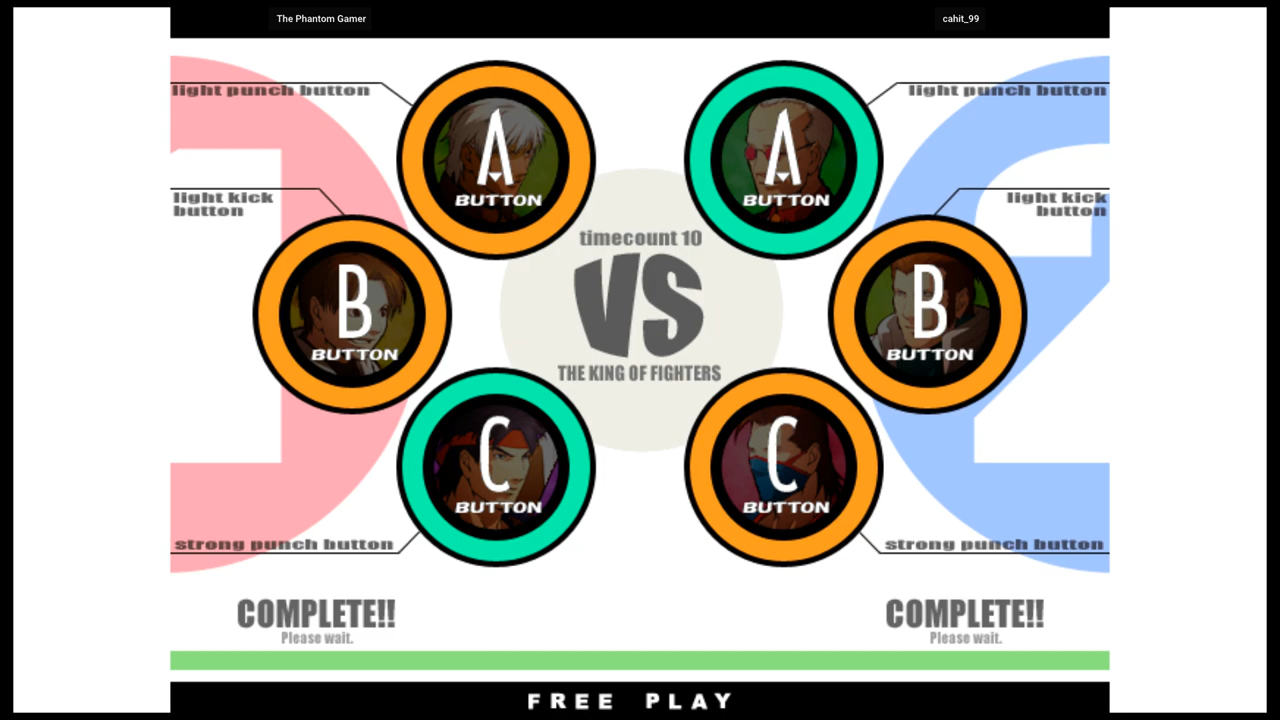 The Phantom Gamer
cahit_99
light punch button
light punch button
A
BUTTON
A
BUTTON
light kick
button
light kick
button
timecount 10
VS
THE KING OF FIGHTERS
B
BUTTON
B
BUTTON
C
BUTTON
C
BUTTON
strong punch button
strong punch button
COMPLETE!!
Please wait.
COMPLETE!!
Please wait.
FREE PLAY